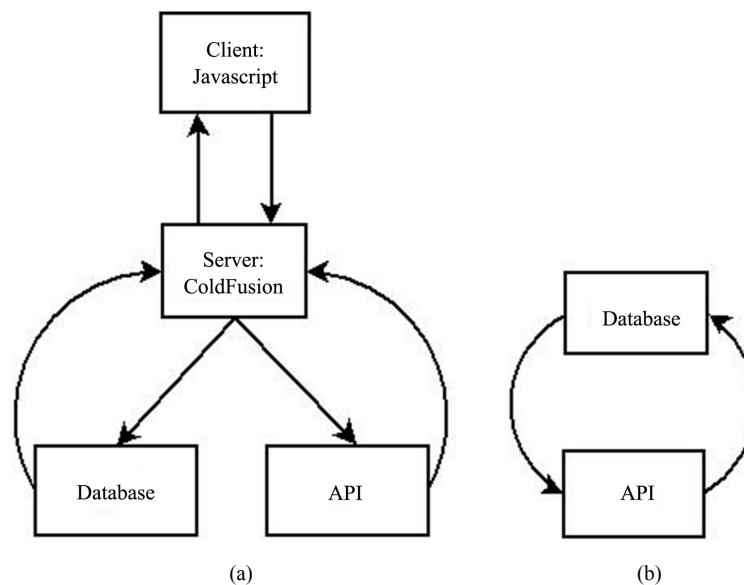 Client:
Javascript
Server:
ColdFusion
Database
API
(a)
Database
API
(b)